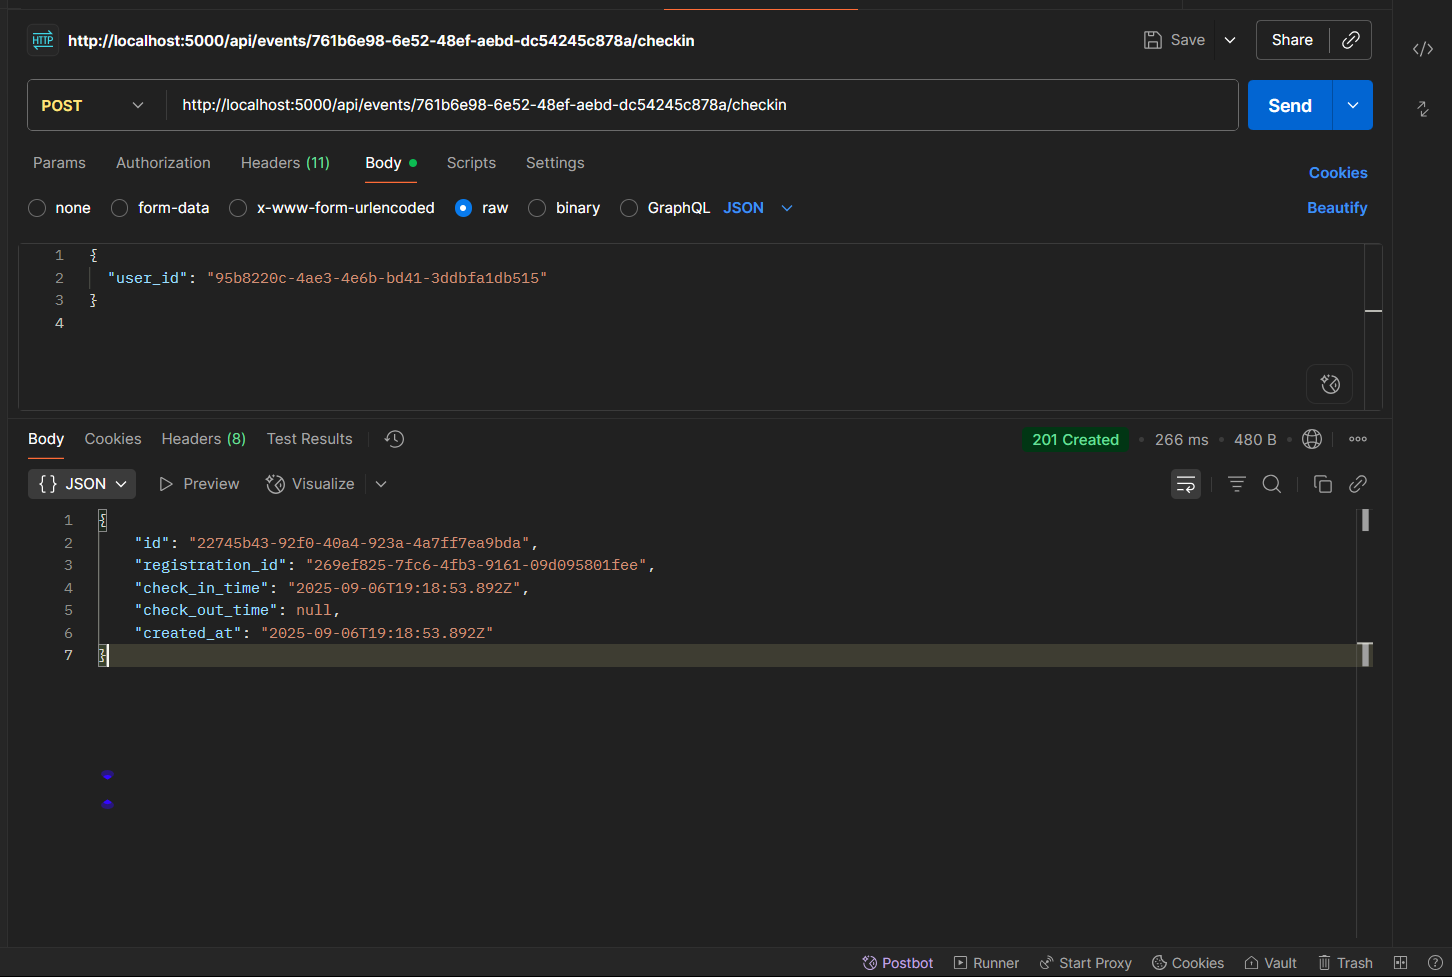 HTTP http://localhost:5000/api/events/761b6e98-6e52-48ef-aebd-dc54245c878a/checkin Save Share
POST http://localhost:5000/api/events/761b6e98-6e52-48ef-aebd-dc54245c878a/checkin Send
Params Authorization Headers (11) Body Scripts Settings Cookies
none form-data x-www-form-urlencoded raw binary GraphQL JSON Beautify
1 {
2 "user_id": "95b8220c-4ae3-4e6b-bd41-3ddbfa1db515"
3 }
4
Body Cookies Headers (8) Test Results 201 Created • 266 ms • 480 B
{} JSON Preview Visualize
1 {
2 "id": "22745b43-92f0-40a4-923a-4a7ff7ea9bda",
3 "registration_id": "269ef825-7fc6-4fb3-9161-09d095801fee",
4 "check_in_time": "2025-09-06T19:18:53.892Z",
5 "check_out_time": null,
6 "created_at": "2025-09-06T19:18:53.892Z"
7 }
Postbot Runner Start Proxy Cookies Vault Trash